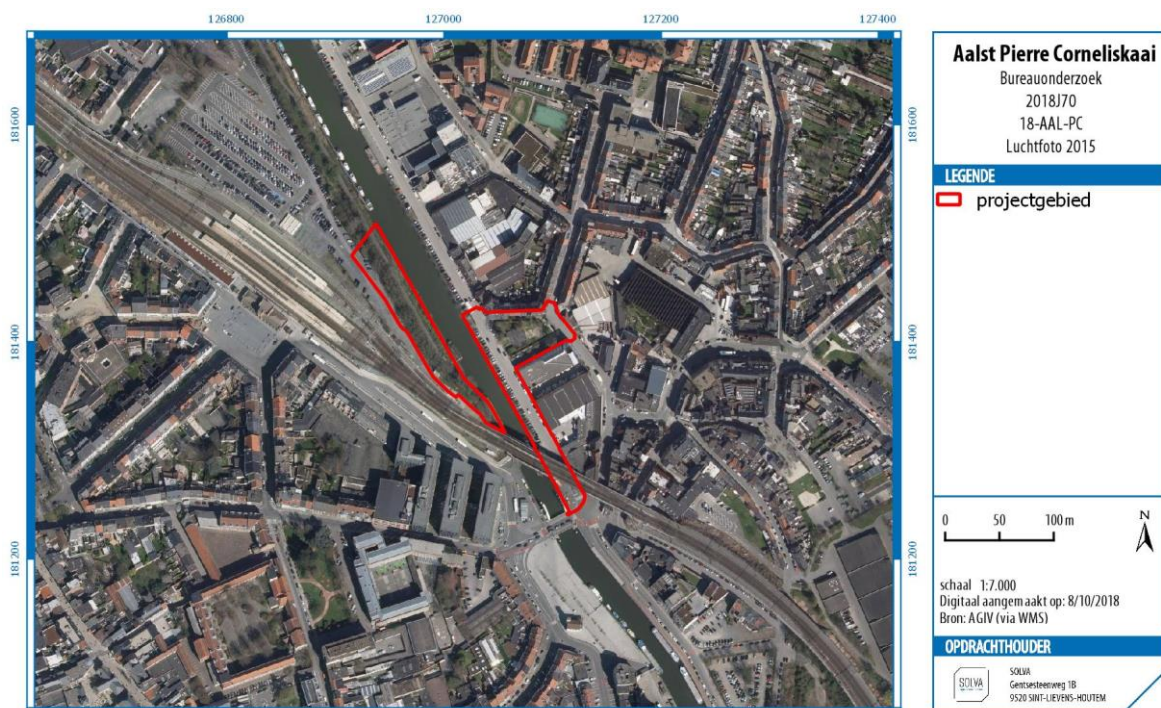 126800
127000
127200
127400
181600
181400
181200
181600
181400
181200
Aalst Pierre Corneliskaai
Bureauonderzoek
2018J70
18-AAL-PC
Luchtfoto 2015
LEGENDE
projectgebied
0 50 100 m
N
schaal 1:7.000
Digitaal aangemaakt op: 8/10/2018
Bron: AGIV (via WMS)
OPDRACHTHOUDER
SOLVA
SOLVA
Gentsesteenweg 1B
9520 SINT-LIEVENS-HOUTEM